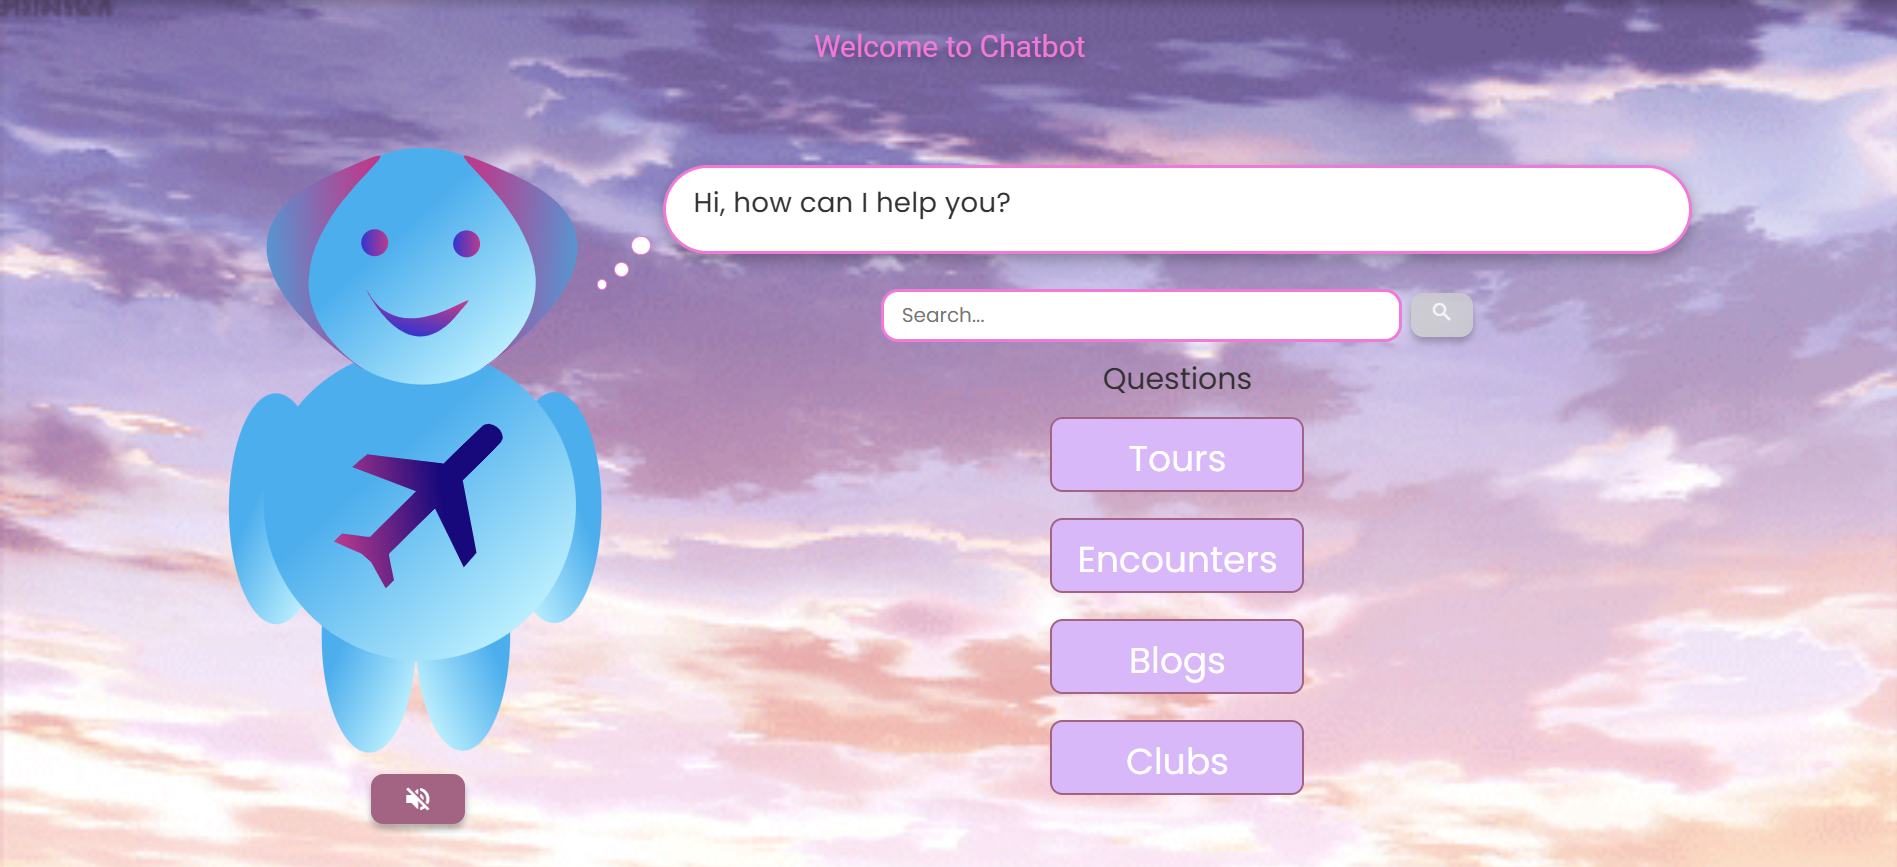 Welcome to Chatbot
Hi, how can I help you?
Search...
Questions
Tours
Encounters
Blogs
Clubs